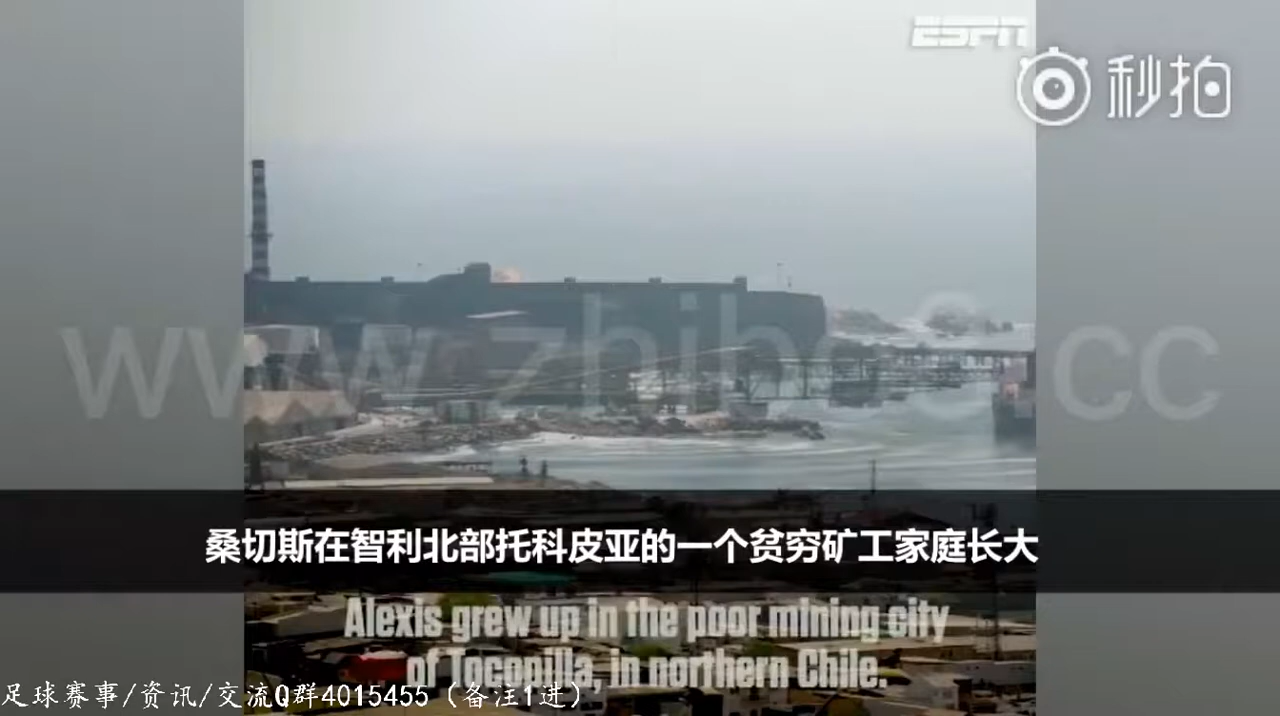 ESPN
秒拍
www.zhibo8.cc
桑切斯在智利北部托科皮亚的一个贫穷矿工家庭长大
Alexis grew up in the poor mining city
of Tocopilla, in northern Chile.
足球赛事/资讯/交流Q群4015455（备注1进）